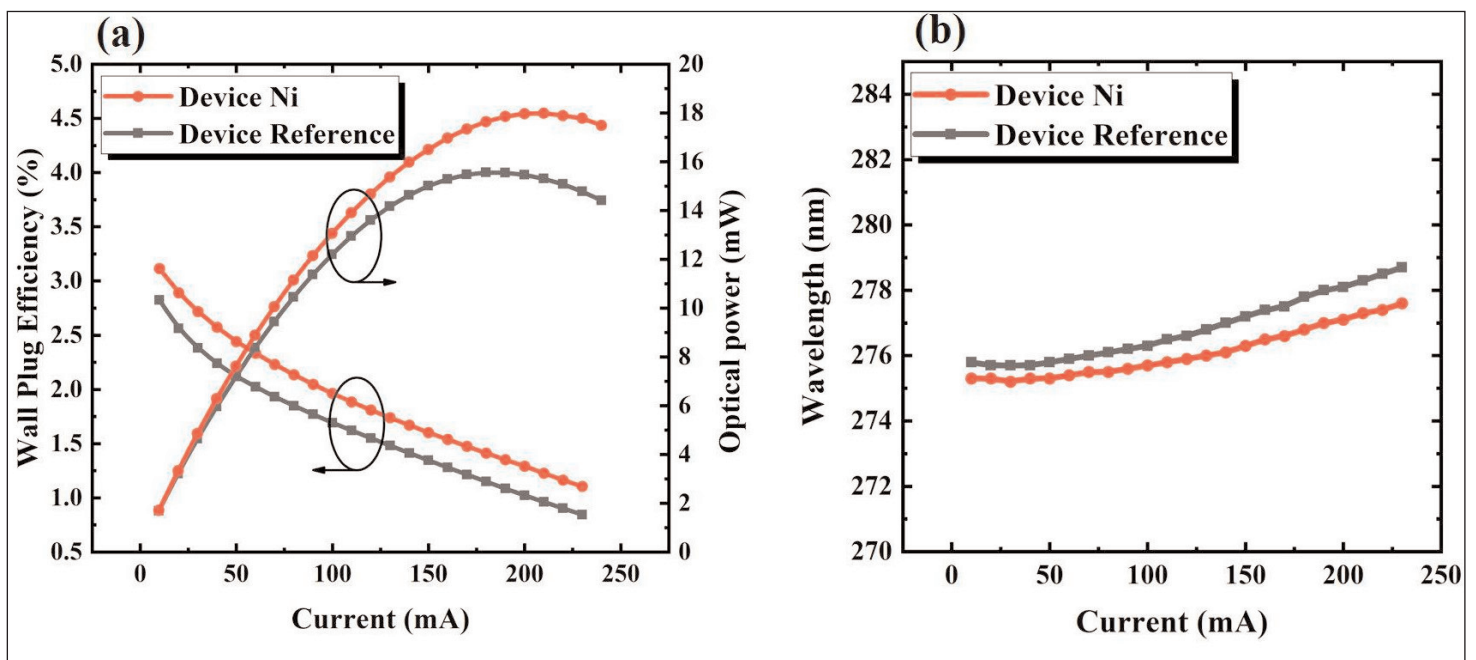 (a)
Device Ni
Device Reference
5.0
4.5
4.0
3.5
3.0
2.5
2.0
1.5
1.0
0.5
Wall Plug Efficiency (%)
20
18
16
14
12
10
8
6
4
2
0
Optical power (mW)
0 50 100 150 200 250
Current (mA)
(b)
Device Ni
Device Reference
284
282
280
278
276
274
272
270
Wavelength (nm)
0 50 100 150 200 250
Current (mA)